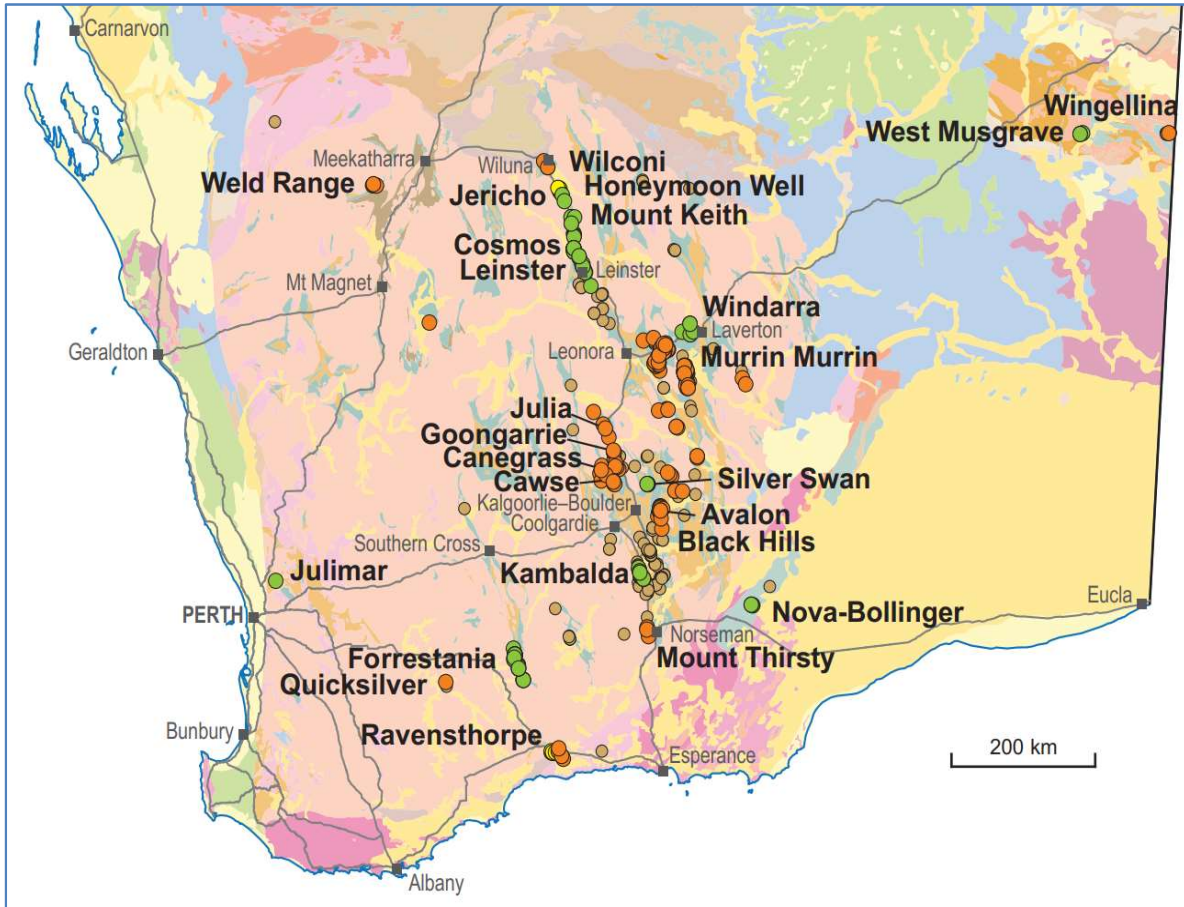 Carnarvon
Wingellina
West Musgrave
Meekatharra
Wiluna
Wilconi
Weld Range
Honeymoon Well
Jericho
Mount Keith
Cosmos
Leinster
Leinster
Mt Magnet
Windarra
Laverton
Geraldton
Leonora
Murrin Murrin
Julia
Goongarrie
Canegrass
Cawse
Silver Swan
Kalgoorlie–Boulder
Avalon
Coolgardie
Black Hills
Southern Cross
Julimar
Kambalda
Eucla
PERTH
Nova-Bollinger
Norseman
Forrestania
Mount Thirsty
Quicksilver
Bunbury
Ravensthorpe
200 km
Esperance
Albany